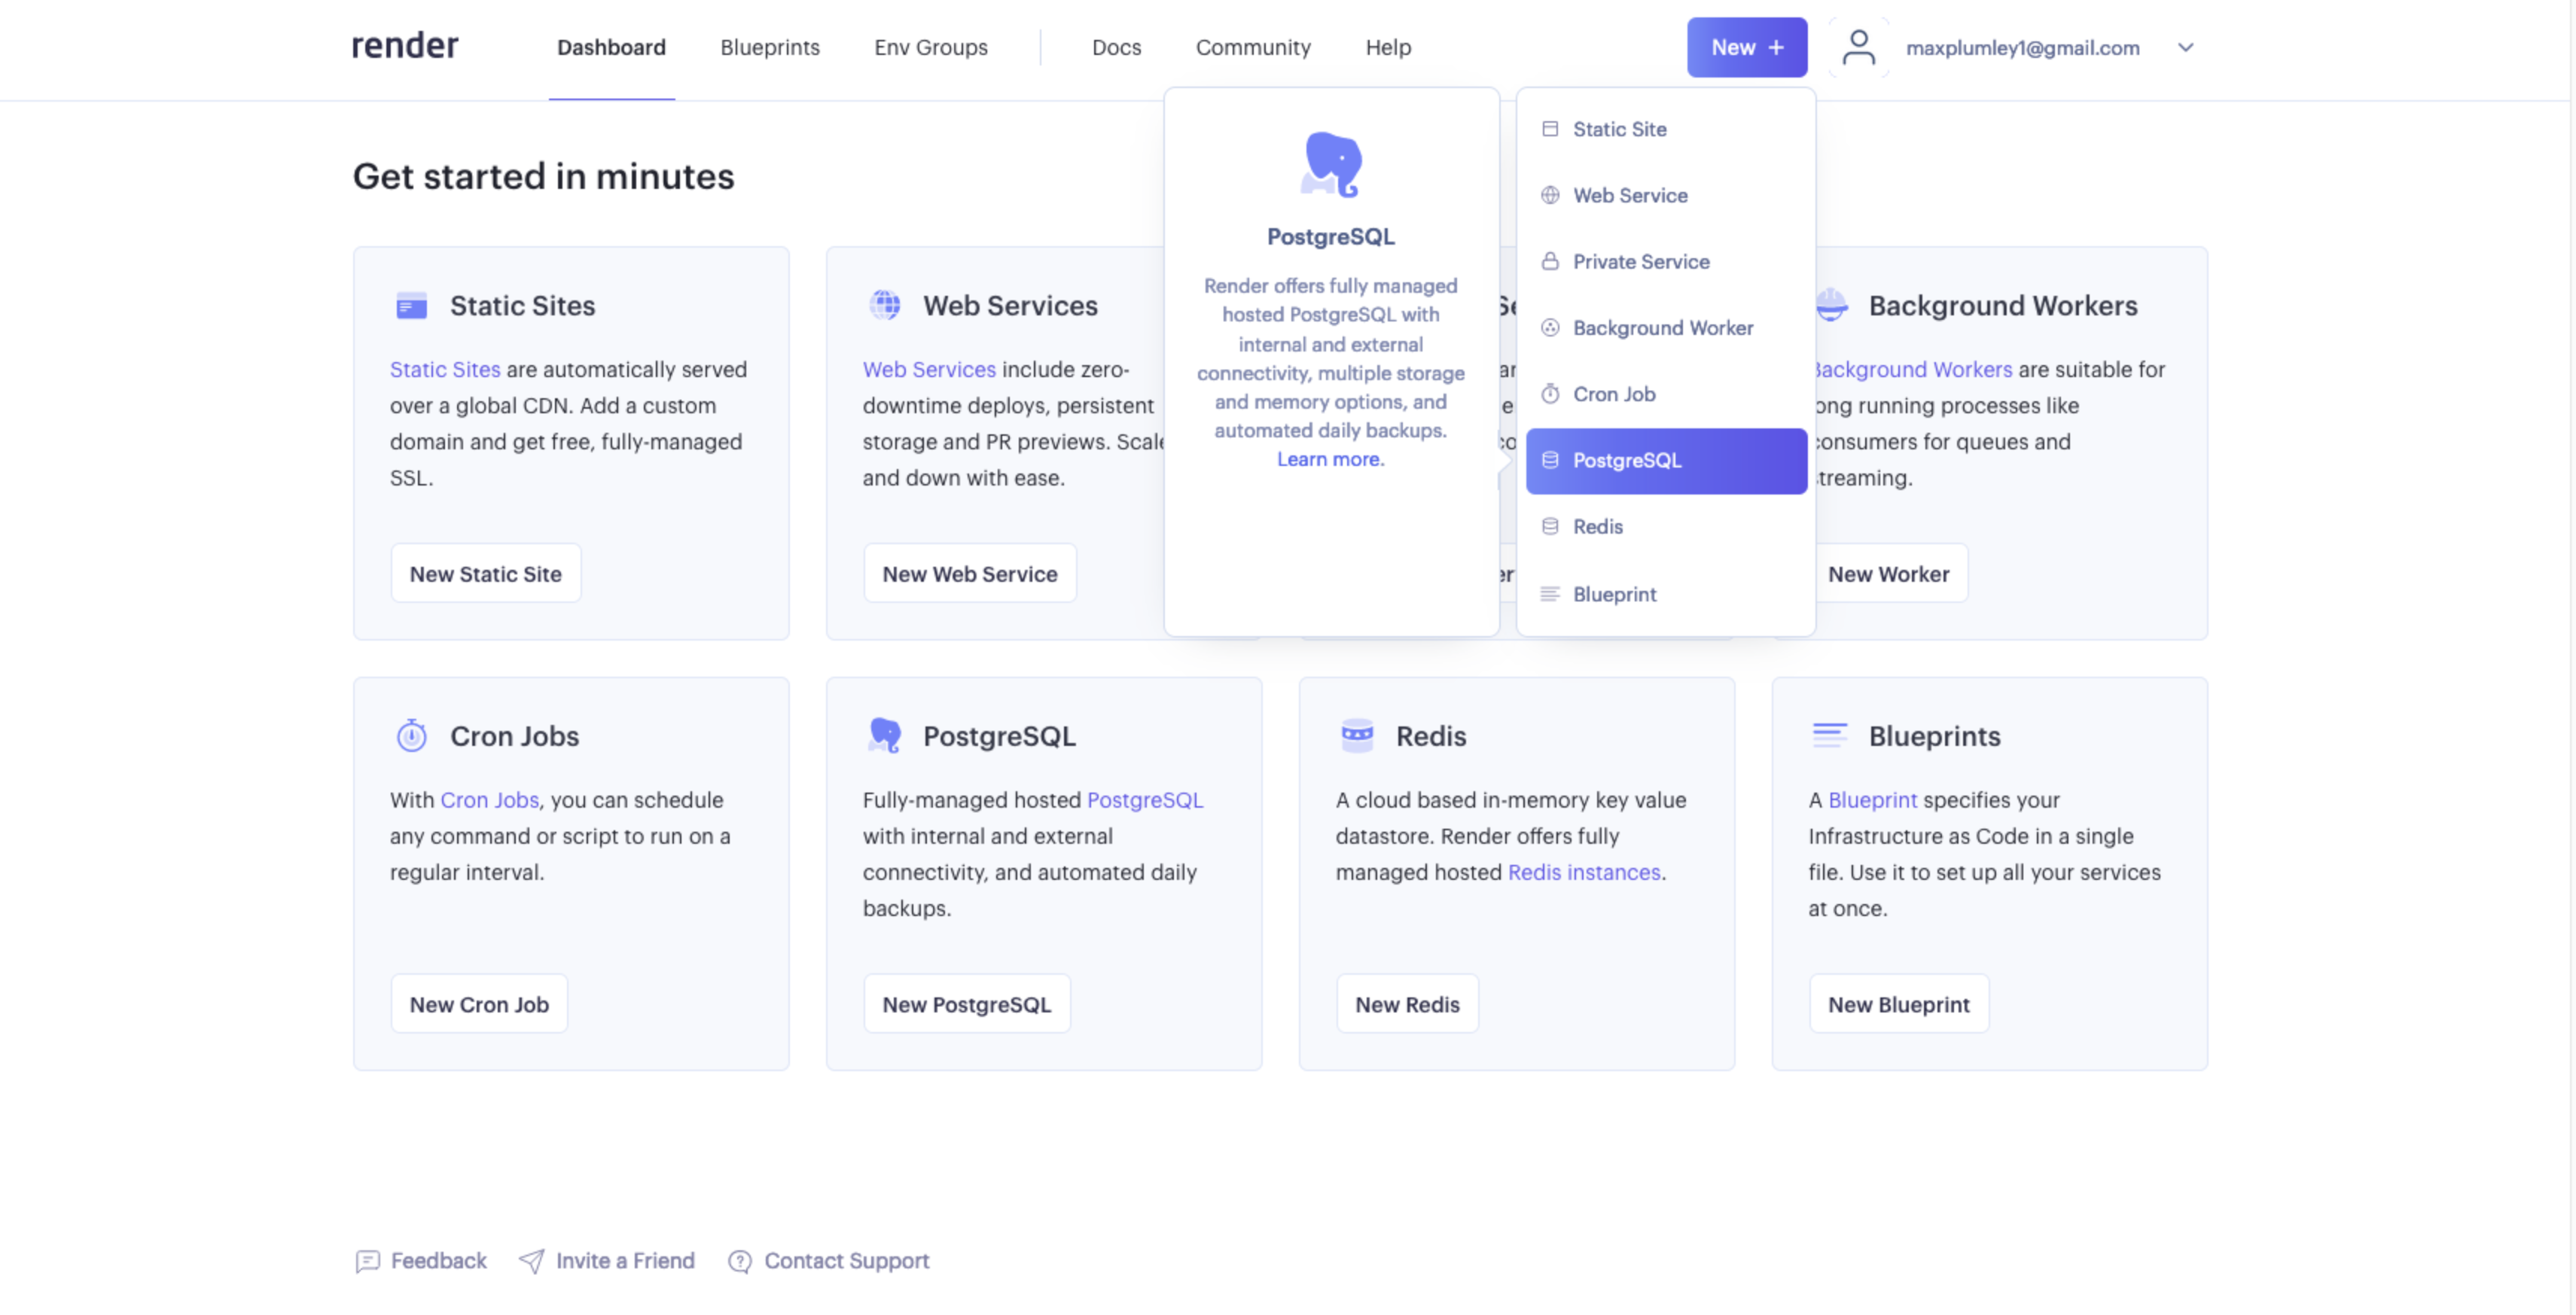 render
Dashboard
Blueprints
Env Groups
Docs
Community
Help
New +
maxplumley1@gmail.com
Get started in minutes
Static Sites
Static Sites are automatically served
over a global CDN. Add a custom
domain and get free, fully-managed
SSL.
New Static Site
Web Services
Web Services include zero-
downtime deploys, persistent
storage and PR previews. Scale
and down with ease.
New Web Service
PostgreSQL
Render offers fully managed
hosted PostgreSQL with
internal and external
connectivity, multiple storage
and memory options, and
automated daily backups.
Learn more.
Static Site
Web Service
Private Service
Background Worker
Cron Job
PostgreSQL
Redis
Blueprint
Background Workers
Background Workers are suitable for
ong running processes like
consumers for queues and
treaming.
New Worker
Cron Jobs
With Cron Jobs, you can schedule
any command or script to run on a
regular interval.
New Cron Job
PostgreSQL
Fully-managed hosted PostgreSQL
with internal and external
connectivity, and automated daily
backups.
New PostgreSQL
Redis
A cloud based in-memory key value
datastore. Render offers fully
managed hosted Redis instances.
New Redis
Blueprints
A Blueprint specifies your
Infrastructure as Code in a single
file. Use it to set up all your services
at once.
New Blueprint
Feedback
Invite a Friend
Contact Support